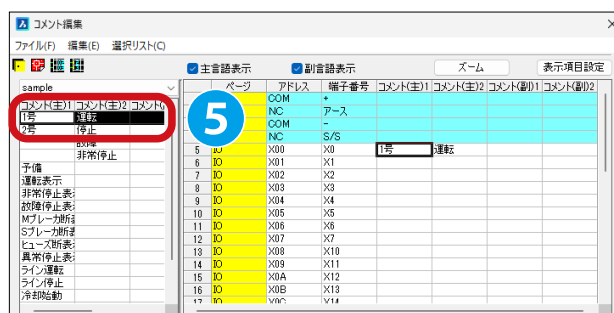 コメント編集
ファイル(F) 編集(E) 選択リスト(C)
主言語表示 副言語表示 ズーム 表示項目設定
sample
コメント(主)1 コメント(主)2 コメント(
1号 運転
2号 停止
故障
非常停止
予備
運転表示
非常停止表
故障停止表
Mブレーカ断
Sブレーカ断
ヒューズ断表
異常停止表
ライン運転
ライン停止
冷却始動
5
ページ アドレス 端子番号 コメント(主)1 コメント(主)2 コメント(副)1 コメント(副)2
COM +
NC アース
COM -
NC S/S
5 IO X00 X0 1号 運転
6 IO X01 X1
7 IO X02 X2
8 IO X03 X3
9 IO X04 X4
10 IO X05 X5
11 IO X06 X6
12 IO X07 X7
13 IO X08 X10
14 IO X09 X11
15 IO X0A X12
16 IO X0B X13
17 IO X0C X14